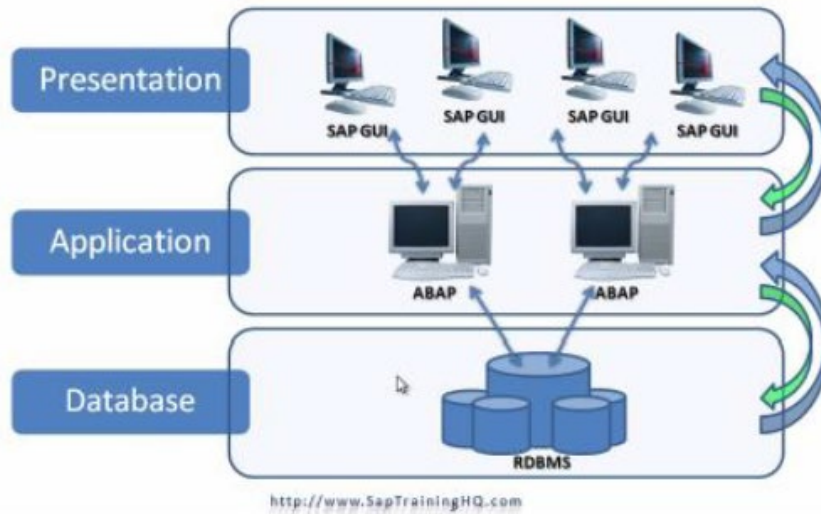 Presentation
SAP GUI
SAP GUI
SAP GUI
SAP GUI
Application
ABAP
ABAP
Database
RDBMS
http://www.SapTrainingHQ.com